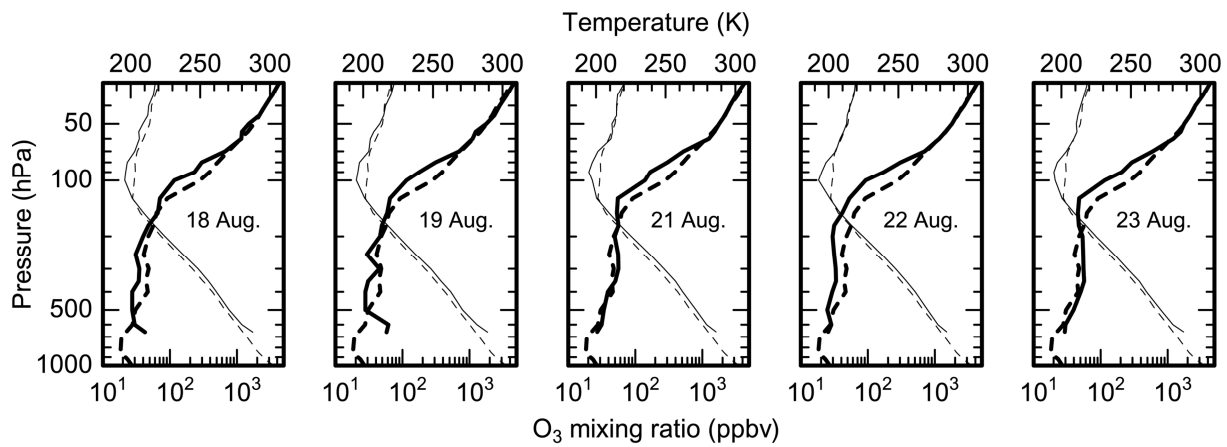 Temperature (K)
200 250 300 200 250 300 200 250 300 200 250 300 200 250 300
Pressure (hPa)
50
100
500
1000
18 Aug. 19 Aug. 21 Aug. 22 Aug. 23 Aug.
10¹ 10² 10³ 10¹ 10² 10³ 10¹ 10² 10³ 10¹ 10² 10³ 10¹ 10² 10³
O₃ mixing ratio (ppbv)